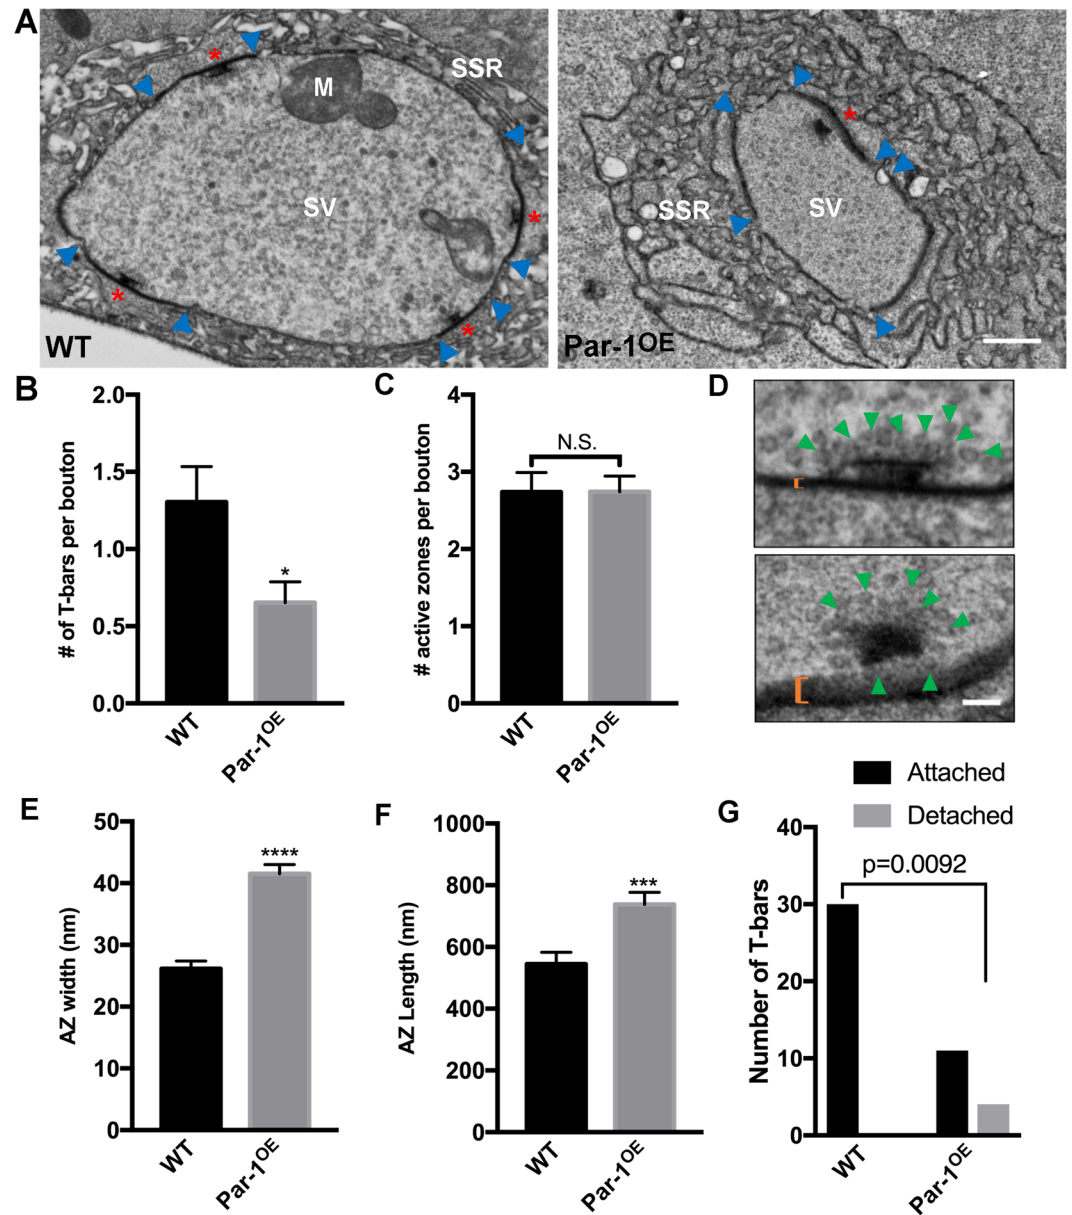 A
*
M
SSR
SV
*
*
*
WT
*
SSR
SV
Par-1OE
B
# of T-bars per bouton
2.0
1.5
1.0
0.5
0.0
*
WT
Par-1OE
C
# active zones per bouton
4
3
2
1
0
N.S.
WT
Par-1OE
D
[
[
E
AZ width (nm)
50
40
30
20
10
0
****
WT
Par-1OE
F
AZ Length (nm)
1000
800
600
400
200
0
***
WT
Par-1OE
G
Attached
Detached
Number of T-bars
40
30
20
10
0
p=0.0092
WT
Par-1OE